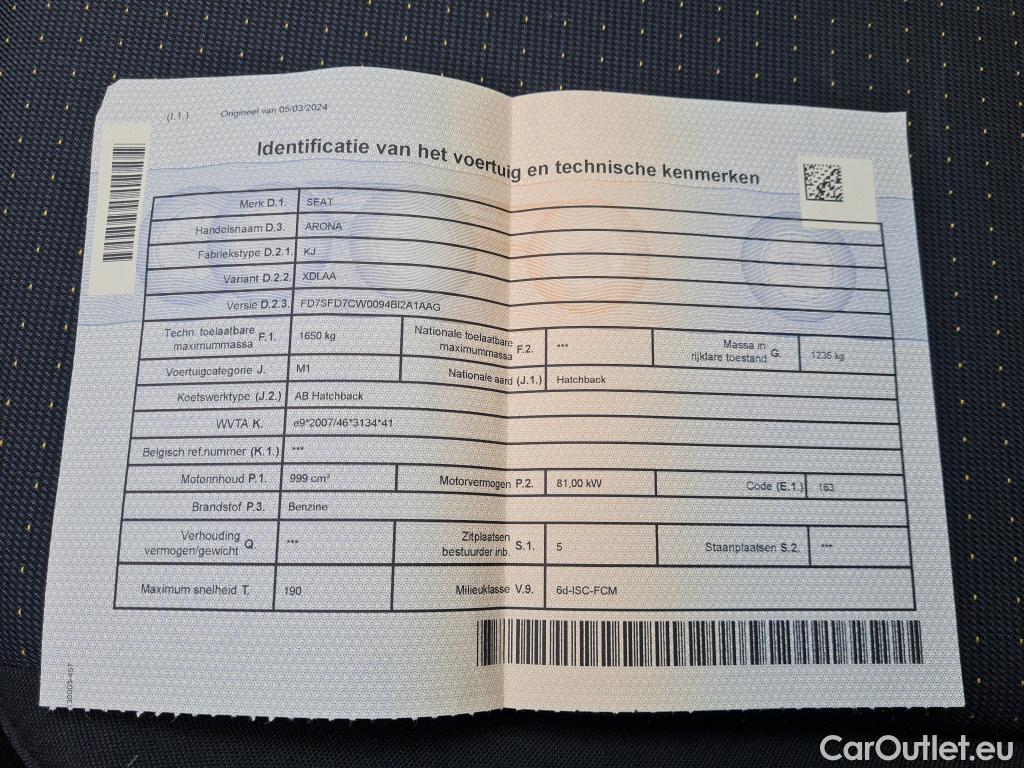 (I.1.) Origineel van 05/03/2024
Identificatie van het voertuig en technische kenmerken
Merk D.1. SEAT
Handelsnaam D.3. ARONA
Fabriekstype D.2.1. KJ
Variant D.2.2. XDLAA
Versie D.2.3. FD7SFD7CW0094BI2A1AAG
Techn. toelaatbare maximummassa F.1. 1650 kg Nationale toelaatbare maximummassa F.2. *** Massa in rijklare toestand G. 1235 kg
Voertuigcategorie J. M1 Nationale aard (J.1.) Hatchback
Koetswerktype (J.2.) AB Hatchback
WVTA K. e9*2007/46*3134*41
Belgisch ref.nummer (K.1.) ***
Motorinhoud P.1. 999 cm³ Motorvermogen P.2. 81,00 kW Code (E.1.) 163
Brandstof P.3. Benzine
Verhouding vermogen/gewicht Q. *** Zitplaatsen bestuurder inb. S.1. 5 Staanplaatsen S.2. ***
Maximum snelheid T. 190 Milieuklasse V.9. 6d-ISC-FCM
CarOutlet.eu